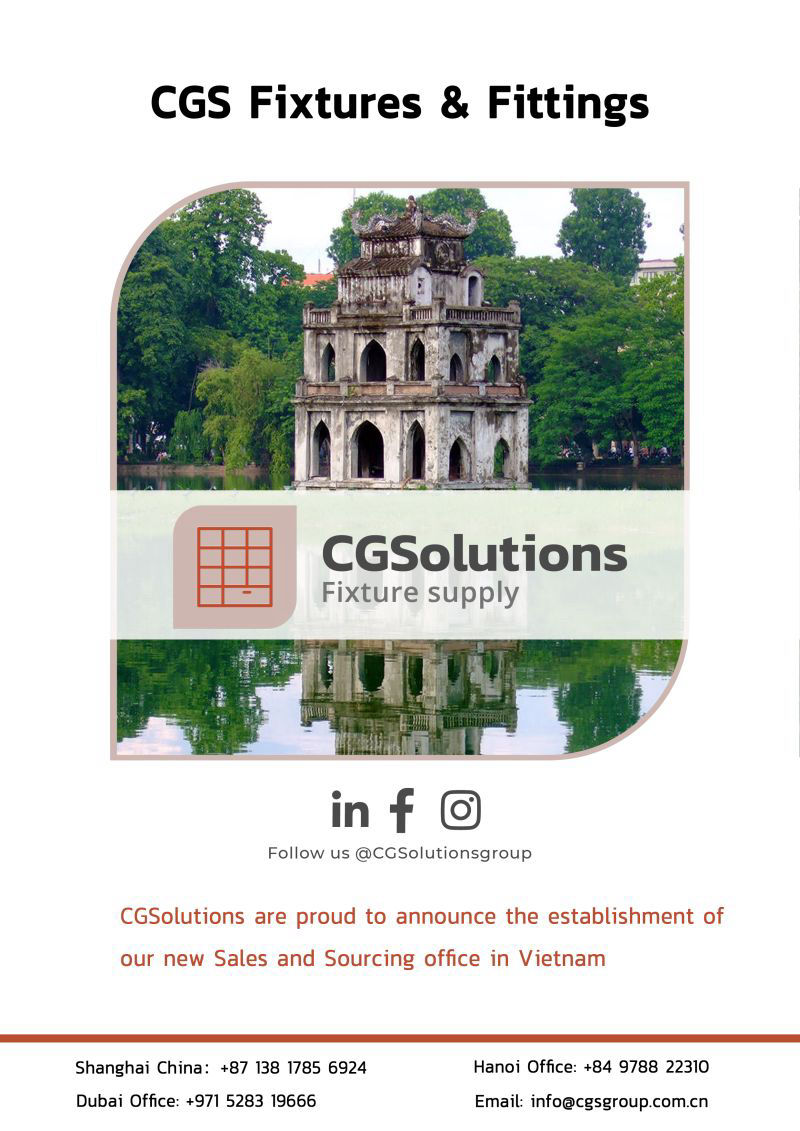 CGS Fixtures & Fittings
CGSolutions
Fixture supply
in f
Follow us @CGSolutionsgroup
CGSolutions are proud to announce the establishment of
our new Sales and Sourcing office in Vietnam
Shanghai China: +87 138 1785 6924
Hanoi Office: +84 9788 22310
Dubai Office: +971 5283 19666
Email: info@cgsgroup.com.cn